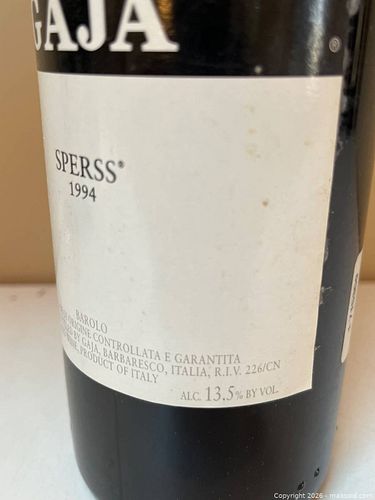 GAJA
®
SPERSS®
1994
BAROLO
ORIGINE CONTROLLATA E GARANTITA
BY GAJA, BARBARESCO, ITALIA, R.I.V. 226/CN
PRODUCT OF ITALY
ALC. 13.5% BY VOL.
Copyright 2026 - maxsold.com